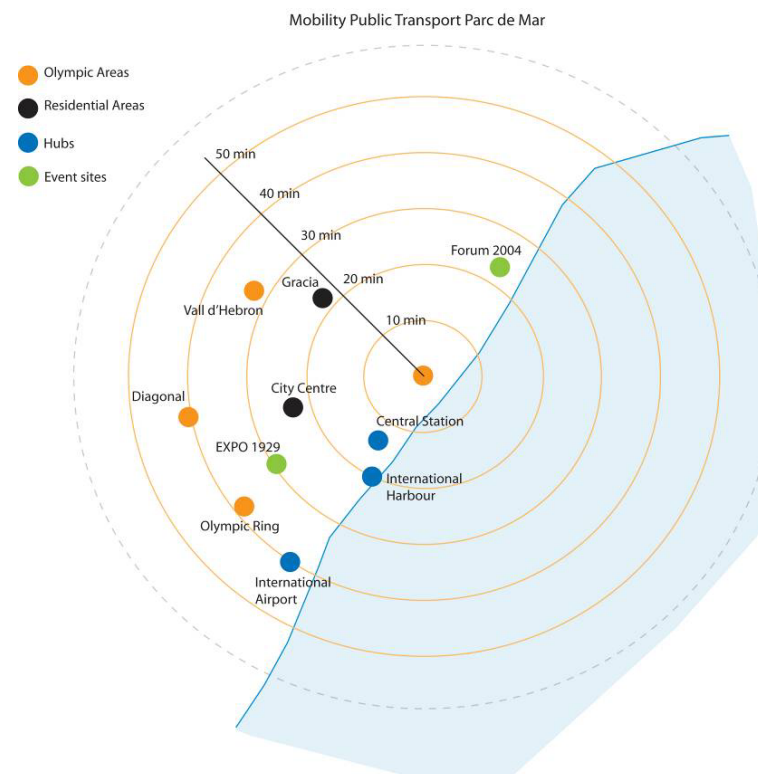 Mobility Public Transport Parc de Mar
Olympic Areas
Residential Areas
Hubs
Event sites
50 min
40 min
30 min
20 min
10 min
Forum 2004
Gracia
Vall d'Hebron
City Centre
Diagonal
Central Station
EXPO 1929
International
Harbour
Olympic Ring
International
Airport